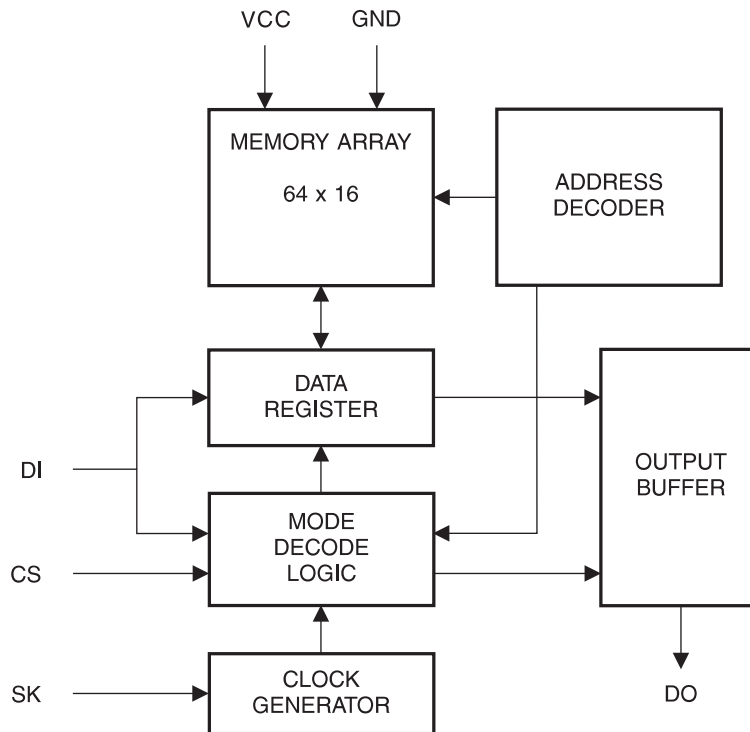 VCC
GND
MEMORY ARRAY
64 x 16
ADDRESS
DECODER
DATA
REGISTER
DI
OUTPUT
BUFFER
MODE
DECODE
LOGIC
CS
CLOCK
GENERATOR
SK
DO